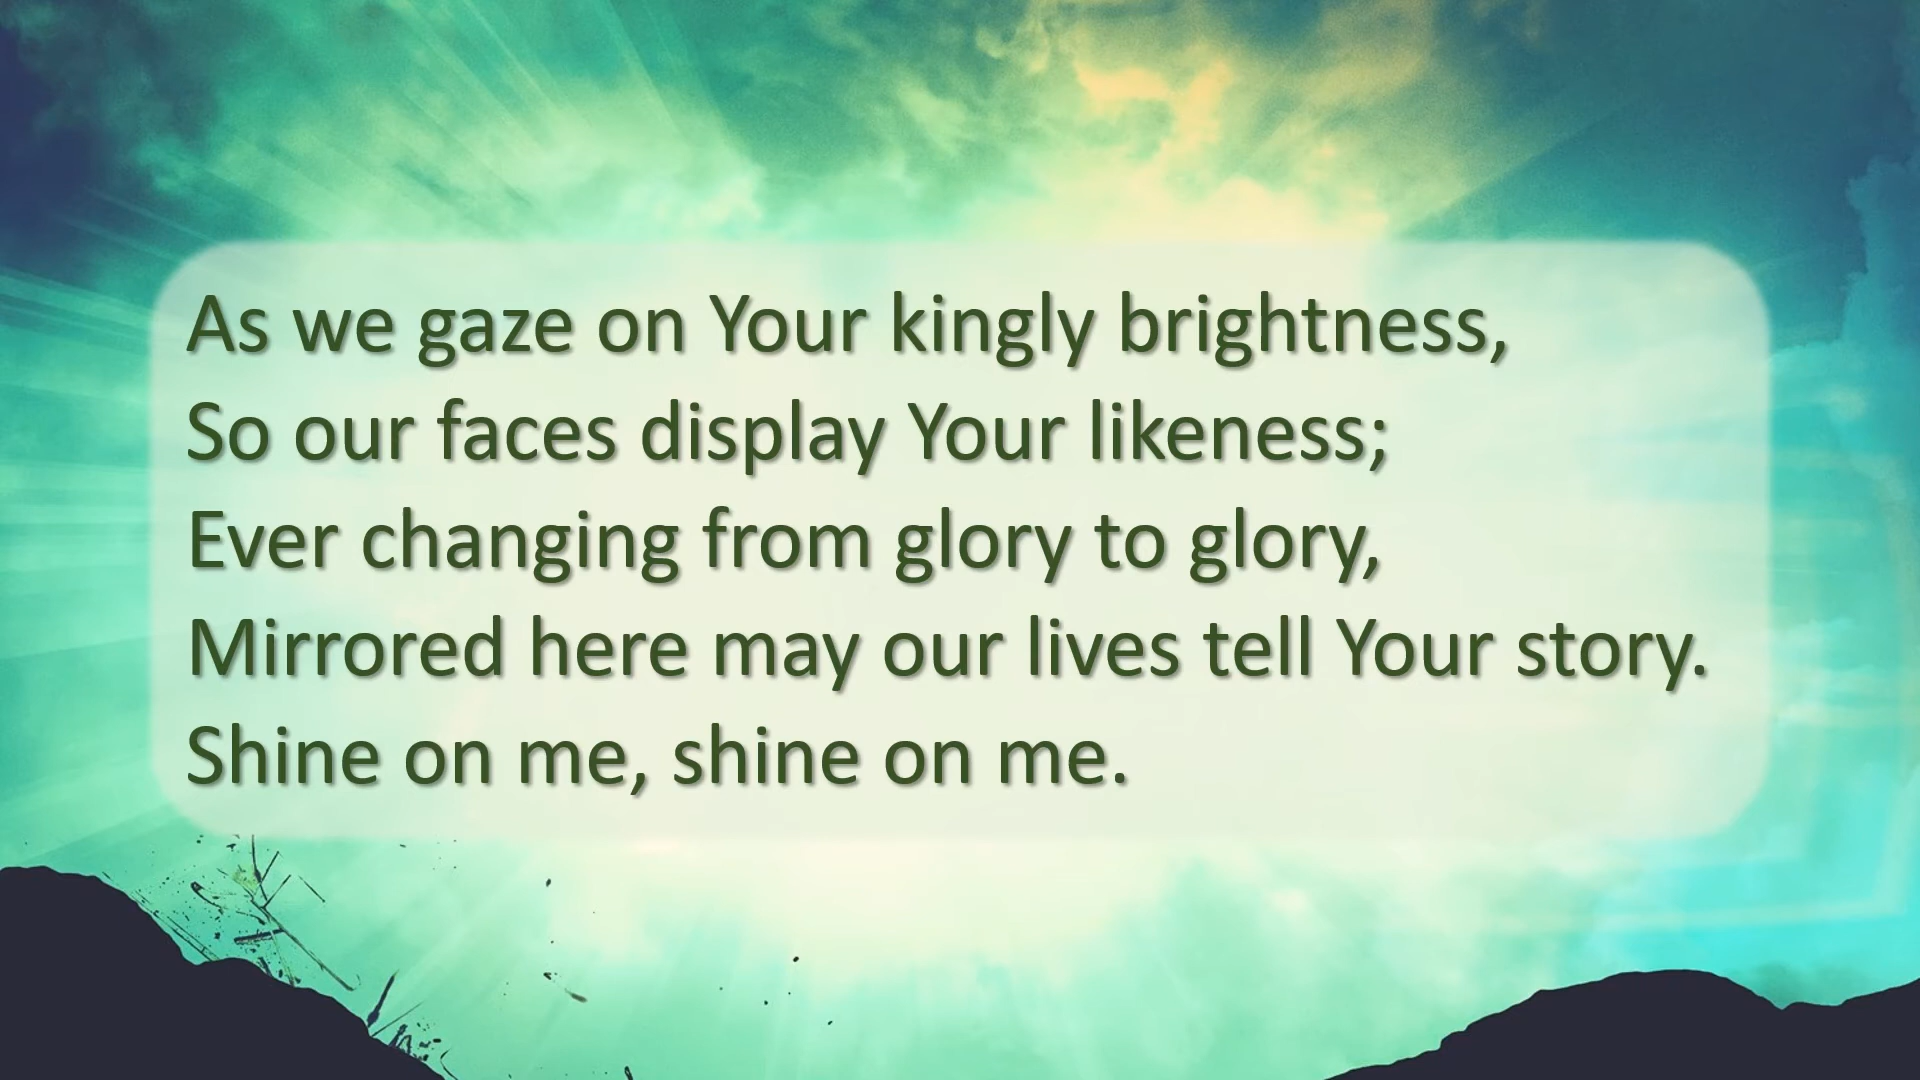 As we gaze on Your kingly brightness,
So our faces display Your likeness;
Ever changing from glory to glory,
Mirrored here may our lives tell Your story.
Shine on me, shine on me.